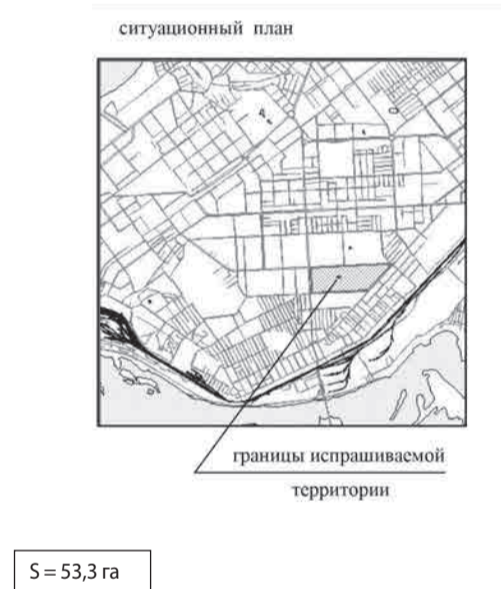 ситуационный план
границы испрашиваемой
территории
S = 53,3 га